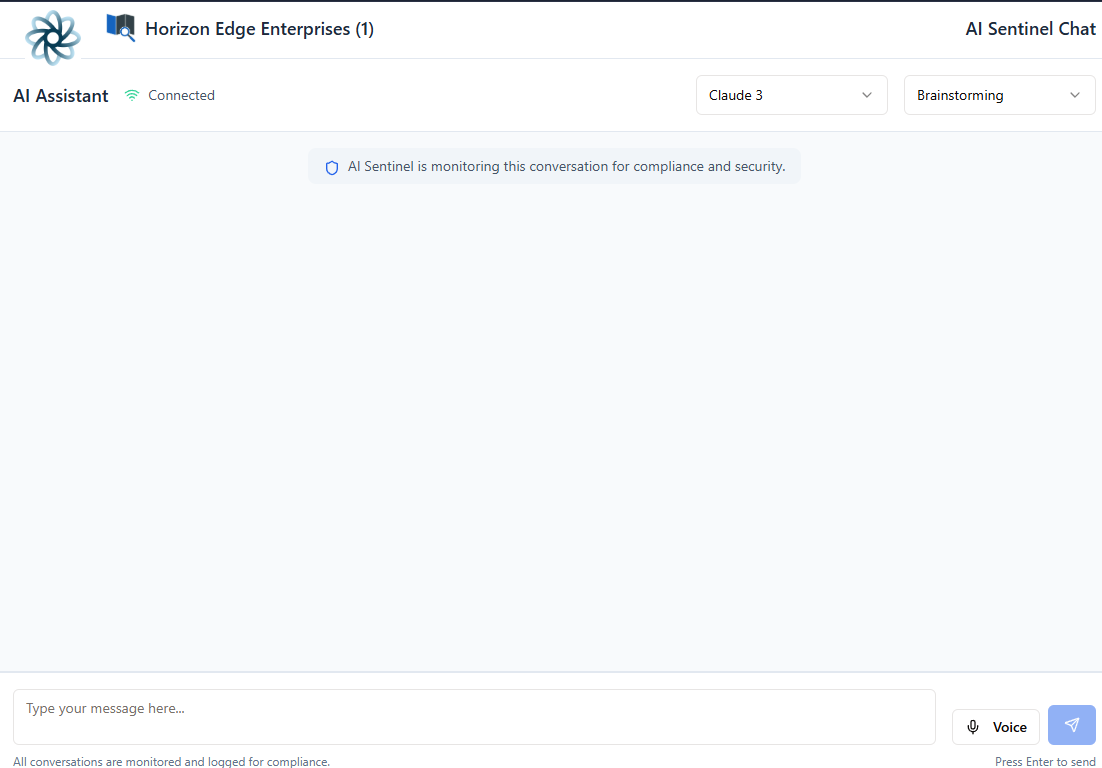 Horizon Edge Enterprises (1)
AI Sentinel Chat
AI Assistant
Connected
Claude 3
Brainstorming
AI Sentinel is monitoring this conversation for compliance and security.
Type your message here...
Voice
All conversations are monitored and logged for compliance.
Press Enter to send